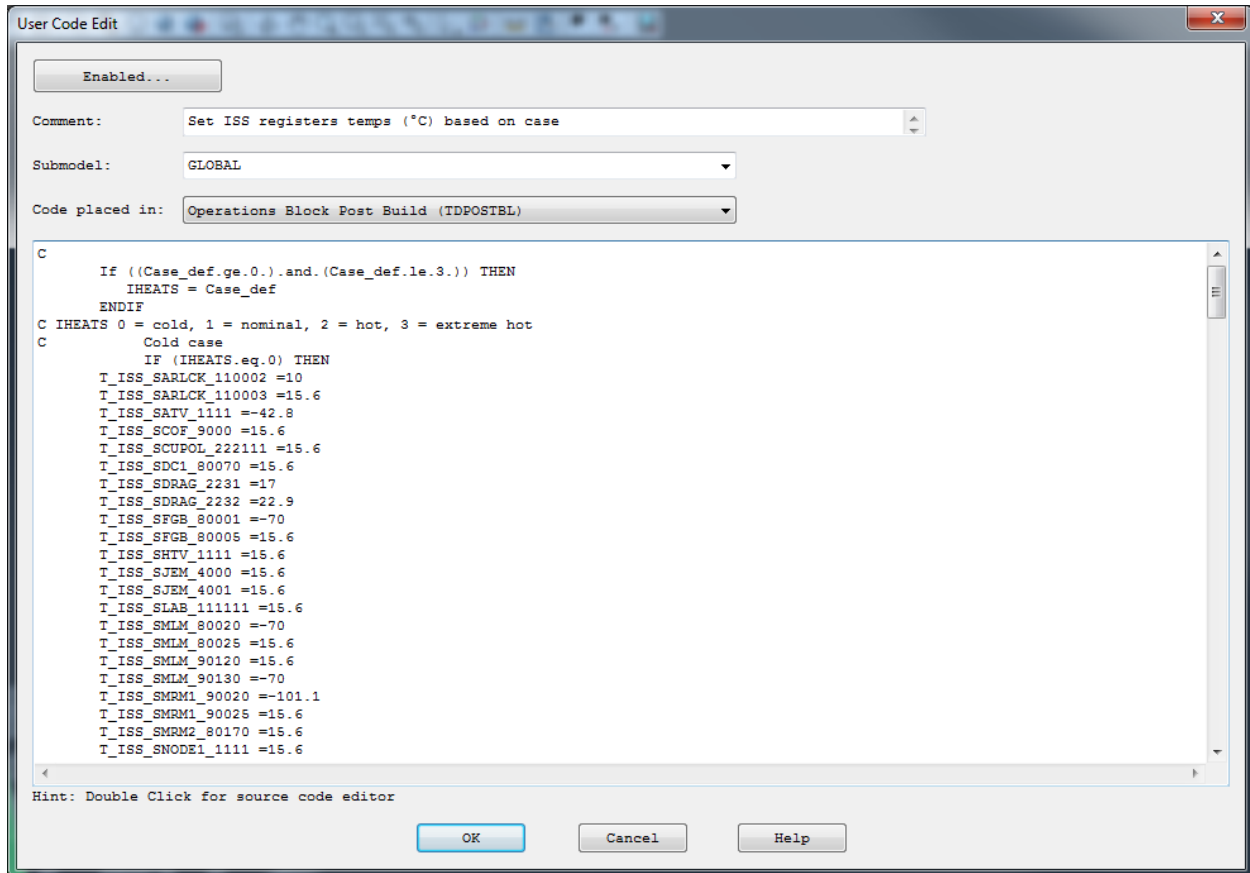 User Code Edit
Enabled...
Comment: Set ISS registers temps (°C) based on case
Submodel: GLOBAL
Code placed in: Operations Block Post Build (TDPOSTBL)
C
If ((Case_def.ge.0.).and.(Case_def.le.3.)) THEN
IHEATS = Case_def
ENDIF
C IHEATS 0 = cold, 1 = nominal, 2 = hot, 3 = extreme hot
C Cold case
IF (IHEATS.eq.0) THEN
T_ISS_SARLCK_110002 =10
T_ISS_SARLCK_110003 =15.6
T_ISS_SATV_1111 =-42.8
T_ISS_SCOF_9000 =15.6
T_ISS_SCUPOL_222111 =15.6
T_ISS_SDC1_80070 =15.6
T_ISS_SDRAG_2231 =17
T_ISS_SDRAG_2232 =22.9
T_ISS_SFGB_80001 =-70
T_ISS_SFGB_80005 =15.6
T_ISS_SHTV_1111 =15.6
T_ISS_SJEM_4000 =15.6
T_ISS_SJEM_4001 =15.6
T_ISS_SLAB_111111 =15.6
T_ISS_SMLM_80020 =-70
T_ISS_SMLM_80025 =15.6
T_ISS_SMLM_90120 =15.6
T_ISS_SMLM_90130 =-70
T_ISS_SMRM1_90020 =-101.1
T_ISS_SMRM1_90025 =15.6
T_ISS_SMRM2_80170 =15.6
T_ISS_SNODE1_1111 =15.6
Hint: Double Click for source code editor
OK Cancel Help